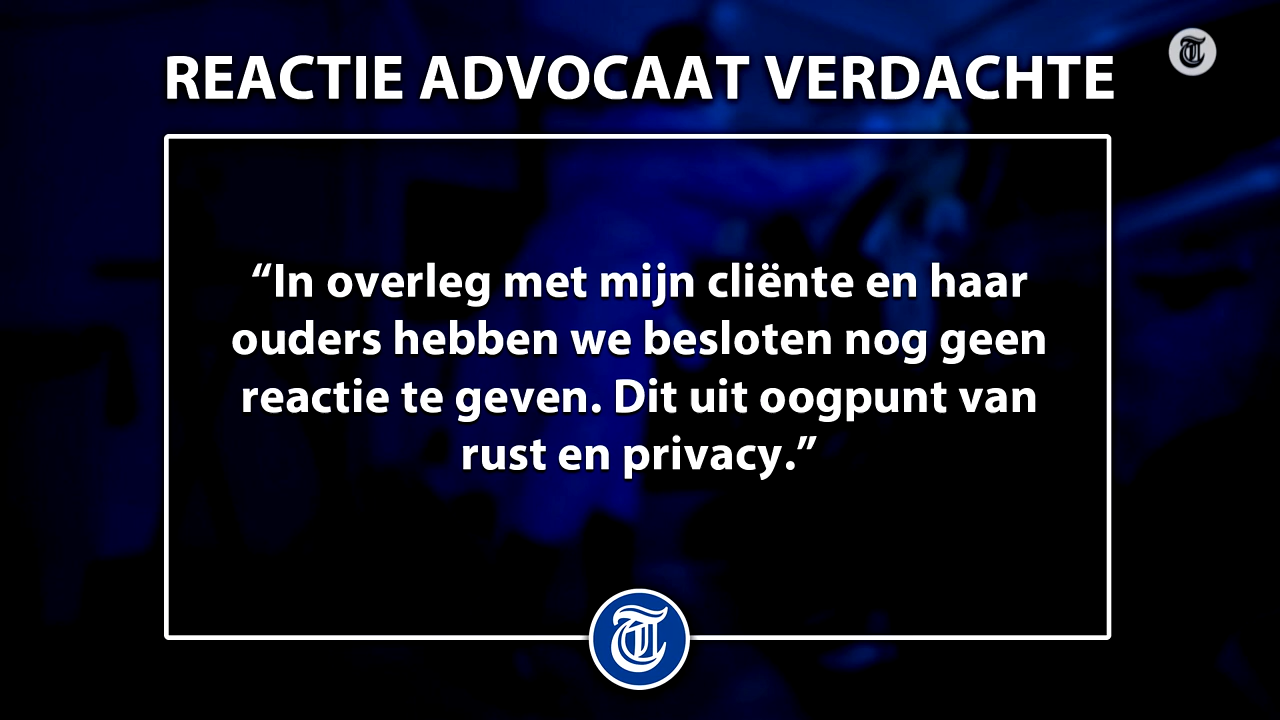 REACTIE ADVOCAAT VERDACHTE
“In overleg met mijn cliënte en haar
ouders hebben we besloten nog geen
reactie te geven. Dit uit oogpunt van
rust en privacy.”